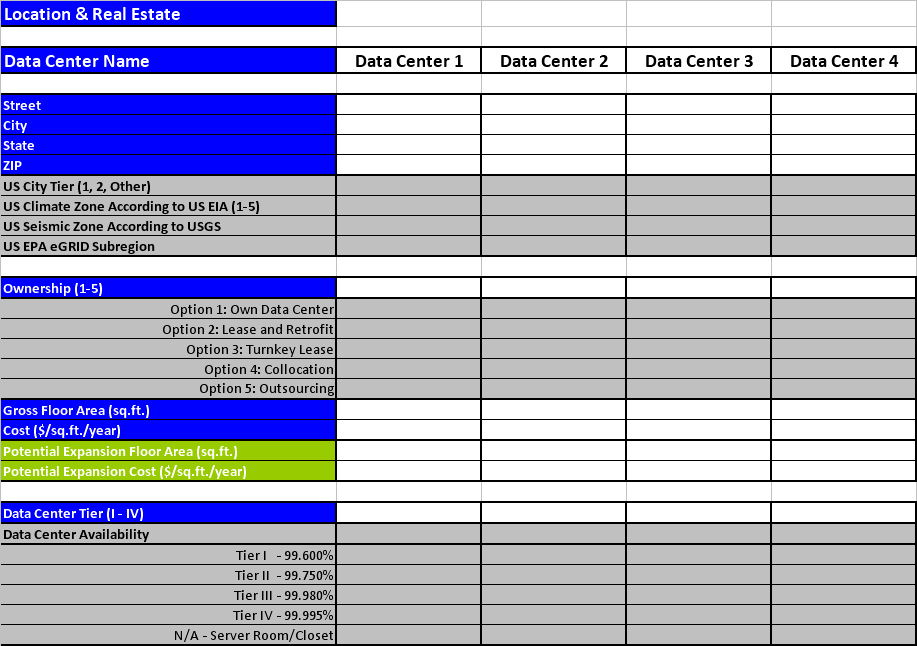 Location & Real Estate
Data Center Name Data Center 1 Data Center 2 Data Center 3 Data Center 4
Street
City
State
ZIP
US City Tier (1, 2, Other)
US Climate Zone According to US EIA (1-5)
US Seismic Zone According to USGS
US EPA eGRID Subregion
Ownership (1-5)
Option 1: Own Data Center
Option 2: Lease and Retrofit
Option 3: Turnkey Lease
Option 4: Collocation
Option 5: Outsourcing
Gross Floor Area (sq.ft.)
Cost ($/sq.ft./year)
Potential Expansion Floor Area (sq.ft.)
Potential Expansion Cost ($/sq.ft./year)
Data Center Tier (I - IV)
Data Center Availability
Tier I - 99.600%
Tier II - 99.750%
Tier III - 99.980%
Tier IV - 99.995%
N/A - Server Room/Closet